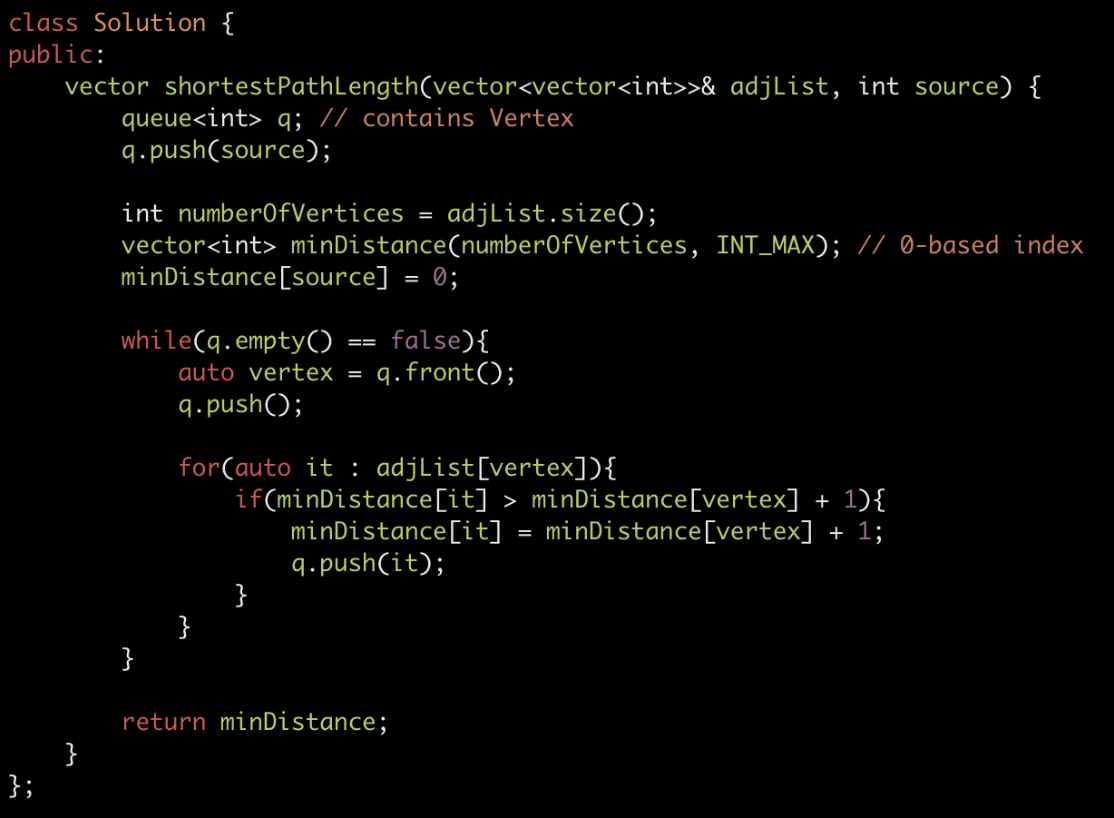 class Solution {
public:
    vector shortestPathLength(vector<vector<int>>& adjList, int source) {
        queue<int> q; // contains Vertex
        q.push(source);

        int numberOfVertices = adjList.size();
        vector<int> minDistance(numberOfVertices, INT_MAX); // 0-based index
        minDistance[source] = 0;

        while(q.empty() == false){
            auto vertex = q.front();
            q.push();

            for(auto it : adjList[vertex]){
                if(minDistance[it] > minDistance[vertex] + 1){
                    minDistance[it] = minDistance[vertex] + 1;
                    q.push(it);
                }
            }
        }

        return minDistance;
    }
};